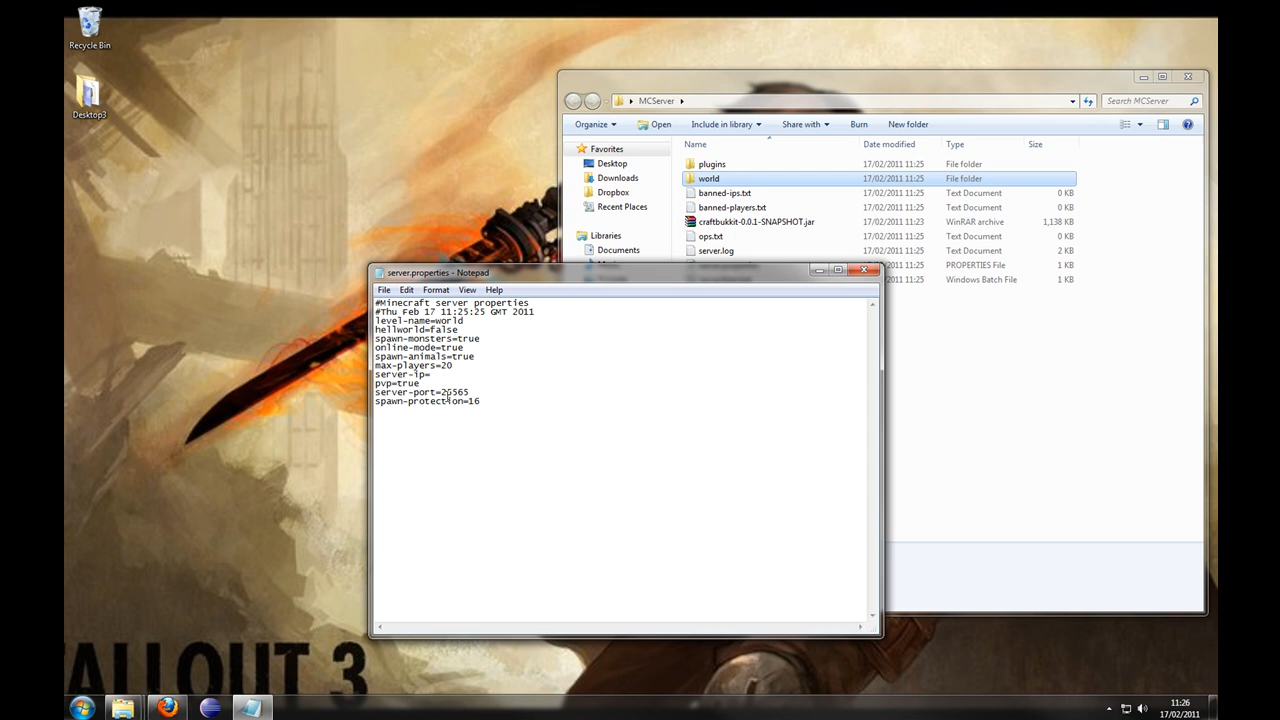 Recycle Bin
Desktop3
MCServer
Search MCServer
Organize
Open
Include in library
Share with
Burn
New folder
Name Date modified Type Size
Favorites
Desktop
Downloads
Dropbox
Recent Places
Libraries
Documents
plugins 17/02/2011 11:25 File folder
world 17/02/2011 11:25 File folder
banned-ips.txt 17/02/2011 11:25 Text Document 0 KB
banned-players.txt 17/02/2011 11:25 Text Document 0 KB
craftbukkit-0.0.1-SNAPSHOT.jar 17/02/2011 11:23 WinRAR archive 1,138 KB
ops.txt 17/02/2011 11:25 Text Document 0 KB
server.log 17/02/2011 11:25 Text Document 2 KB
17/02/2011 11:25 PROPERTIES File 1 KB
17/02/2011 11:25 Windows Batch File 1 KB
server.properties - Notepad
File Edit Format View Help
#Minecraft server properties
#Thu Feb 17 11:25:25 GMT 2011
level-name=world
hellworld=false
spawn-monsters=true
online-mode=true
spawn-animals=true
max-players=20
server-ip=
pvp=true
server-port=25565
spawn-protection=16
FALLOUT 3
11:26
17/02/2011